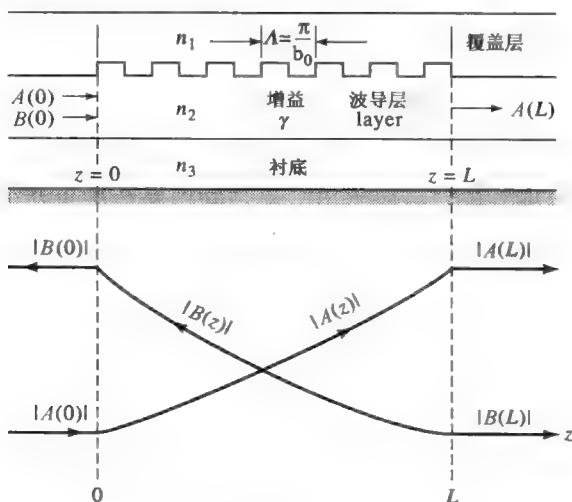 n₁ Λ=π/b₀ 覆盖层
A(0) 增益 波导层 A(L)
B(0) n₂ γ layer
n₃ 衬底
z = 0 z = L
|B(0)| |A(L)|
|B(z)| |A(z)|
|A(0)| |B(L)| z
0 L